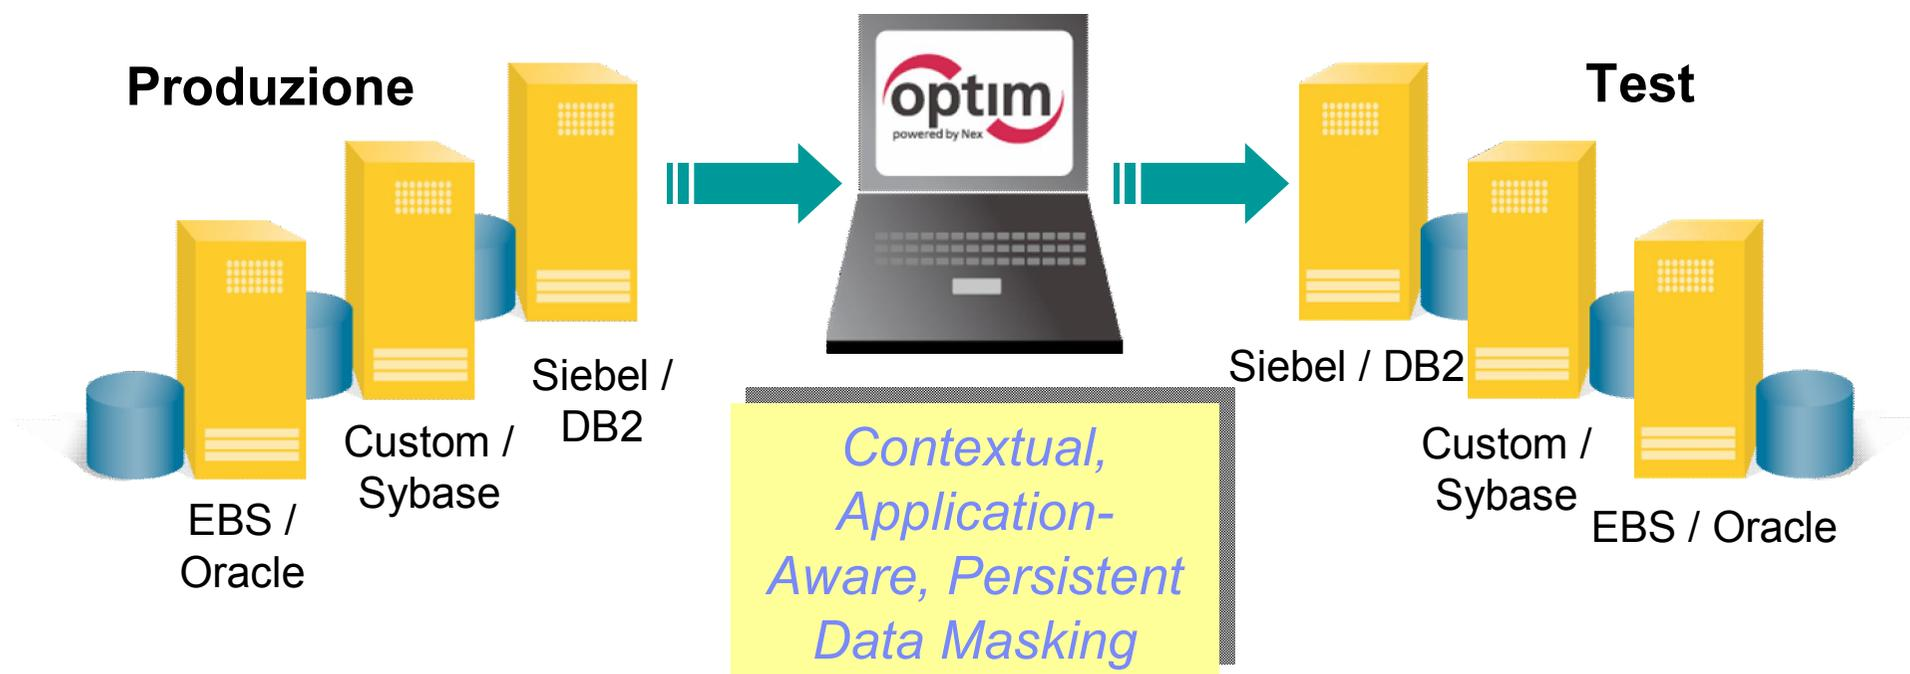 Produzione
Test
optim
powered by Nex
Siebel /
DB2
Custom /
Sybase
EBS /
Oracle
Siebel / DB2
Custom /
Sybase
EBS / Oracle
Contextual,
Application-
Aware, Persistent
Data Masking